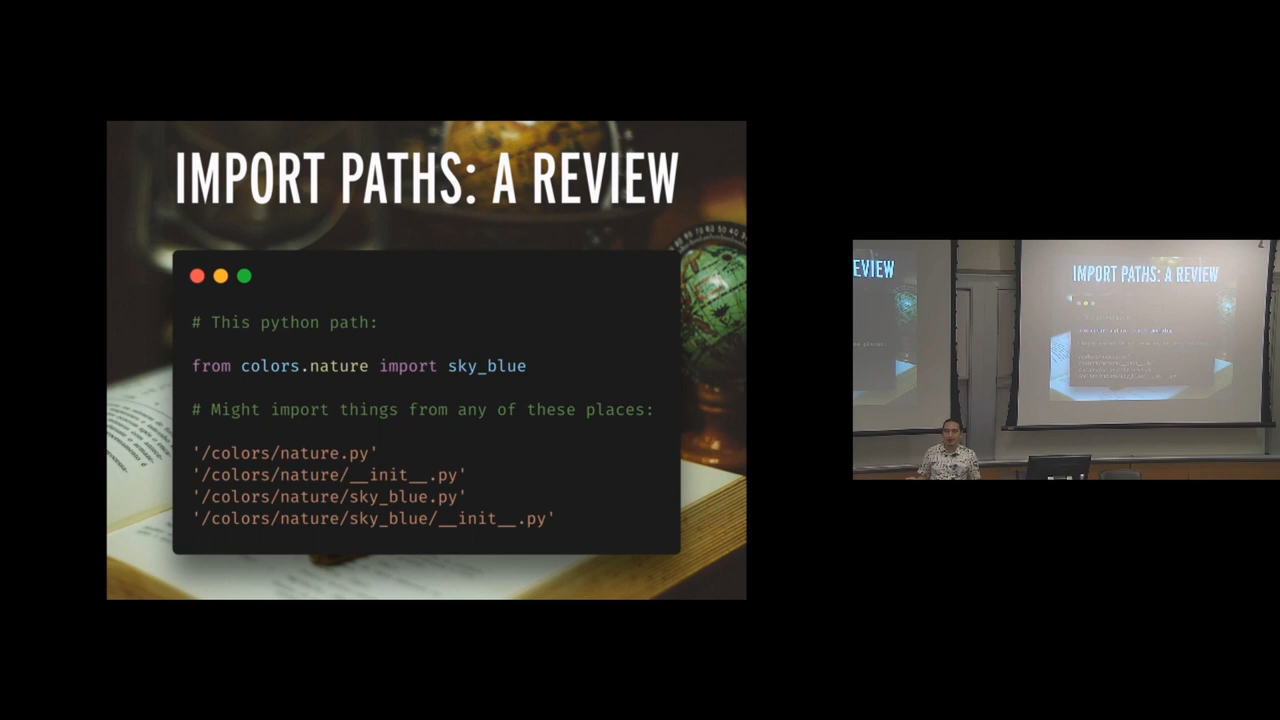 IMPORT PATHS: A REVIEW
# This python path:
from colors.nature import sky_blue
# Might import things from any of these places:
'/colors/nature.py'
'/colors/nature/__init__.py'
'/colors/nature/sky_blue.py'
'/colors/nature/sky_blue/__init__.py'
EVIEW
IMPORT PATHS: A REVIEW